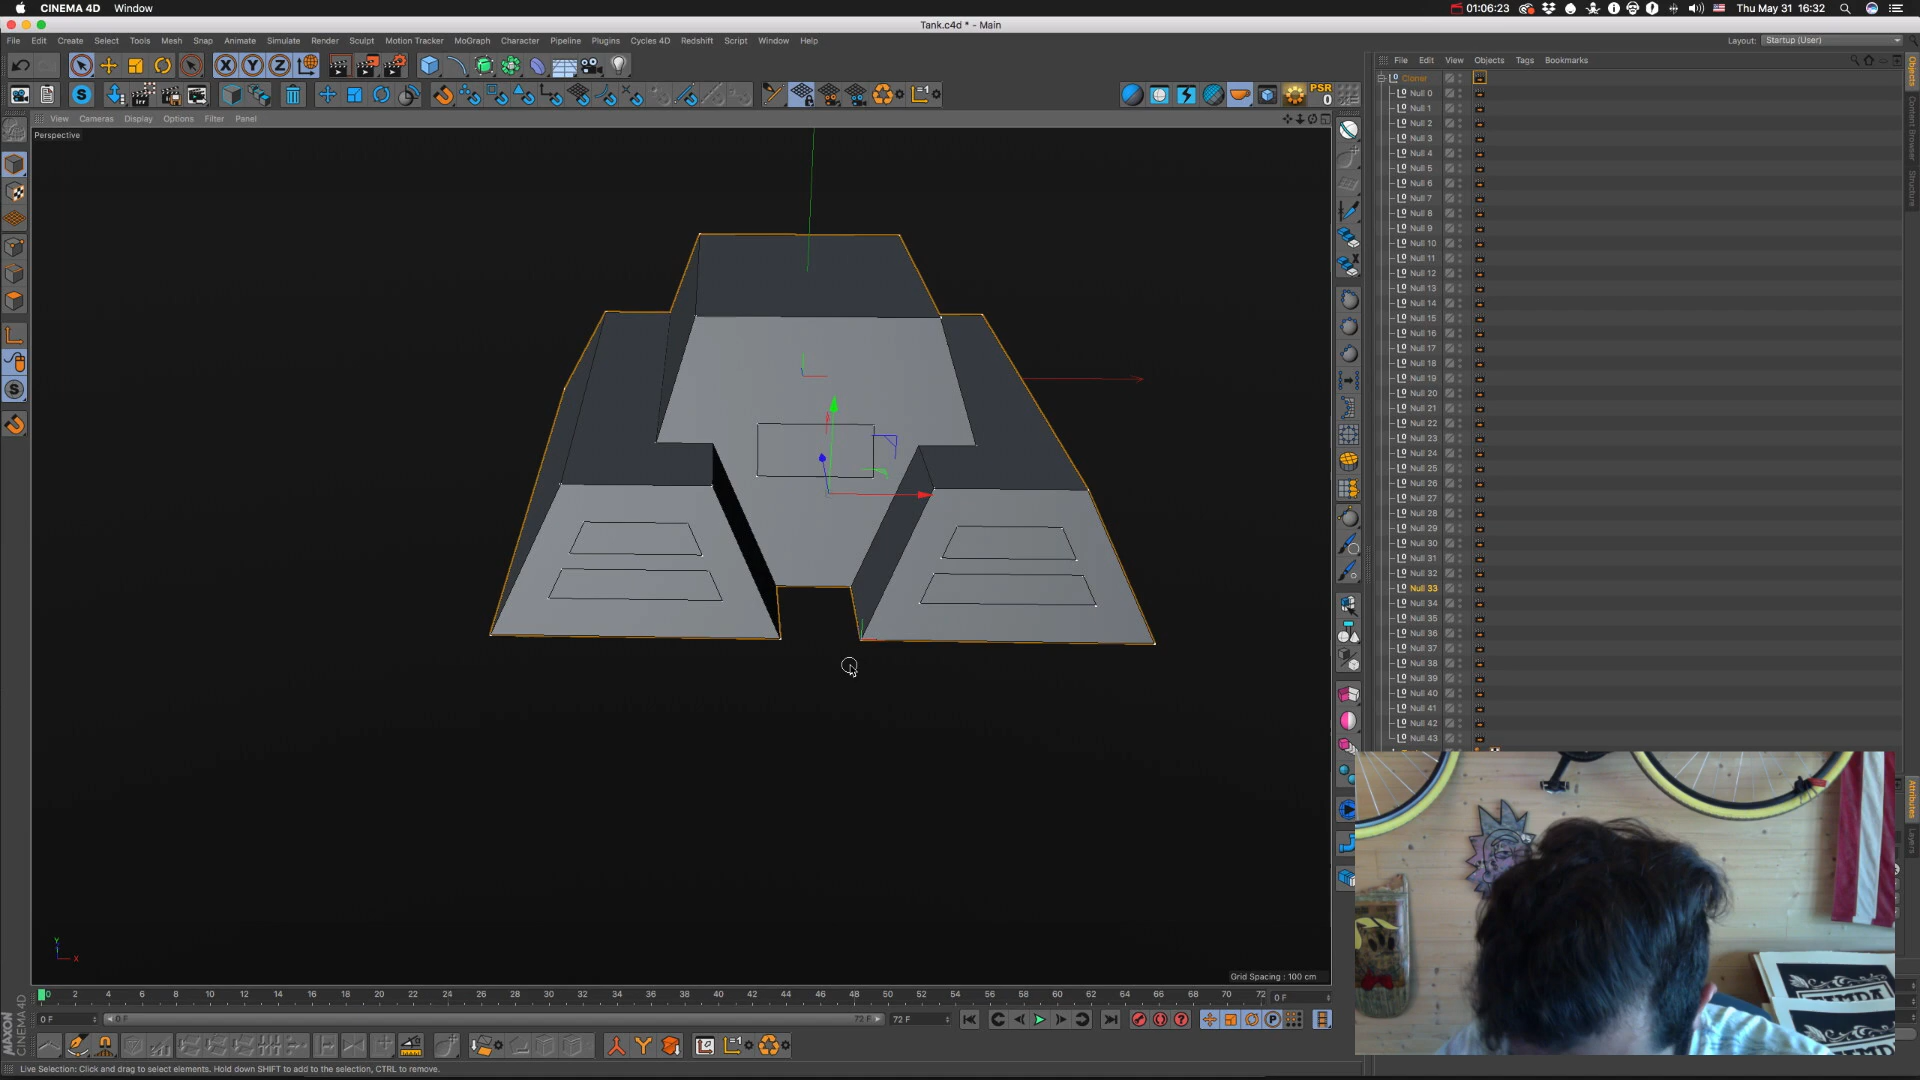 CINEMA 4D Window
01:06:23
Thu May 31 16:32
Tank.c4d * - Main
File Edit Create Select Tools Mesh Snap Animate Simulate Render Sculpt Motion Tracker MoGraph Character Pipeline Plugins Cycles 4D Redshift Script Window Help
Layout: Startup (User)
File Edit View Objects Tags Bookmarks
PSR
0
View Cameras Display Options Filter Panel
Perspective
Cloner
Null 0
Null 1
Null 2
Null 3
Null 4
Null 5
Null 6
Null 7
Null 8
Null 9
Null 10
Null 11
Null 12
Null 13
Null 14
Null 15
Null 16
Null 17
Null 18
Null 19
Null 20
Null 21
Null 22
Null 23
Null 24
Null 25
Null 26
Null 27
Null 28
Null 29
Null 30
Null 31
Null 32
Null 33
Null 34
Null 35
Null 36
Null 37
Null 38
Null 39
Null 40
Null 41
Null 42
Null 43
Objects
Content Browser
Structure
Attributes
Layers
Y
X
Grid Spacing : 100 cm
0 2 4 6 8 10 12 14 16 18 20 22 24 26 28 30 32 34 36 38 40 42 44 46 48 50 52 54 56 58 60 62 64 66 68 70 72 0 F
0 F 0 F 72 F 72 F
MAXON
CINEMA 4D
Live Selection: Click and drag to select elements. Hold down SHIFT to add to the selection, CTRL to remove.